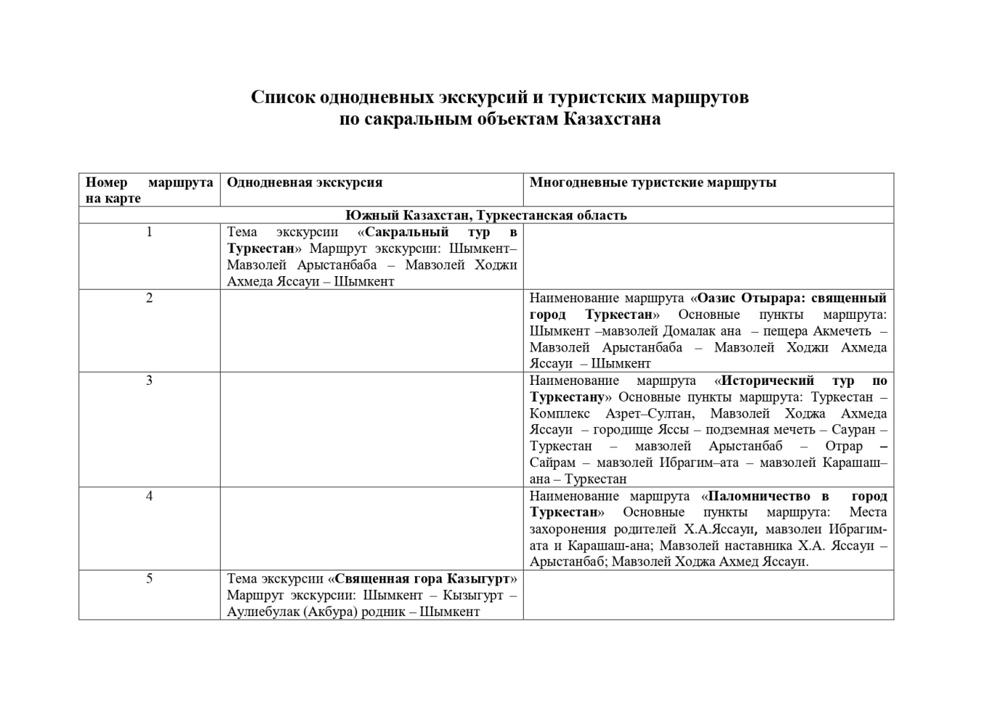 Список однодневных экскурсий и туристских маршрутов
по сакральным объектам Казахстана
Номер маршрута
на карте
Однодневная экскурсия
Многодневные туристские маршруты
Южный Казахстан, Туркестанская область
1
Тема экскурсии «Сакральный тур в
Туркестан» Маршрут экскурсии: Шымкент–
Мавзолей Арыстанбаба – Мавзолей Ходжи
Ахмеда Яссауи – Шымкент
2
Наименование маршрута «Оазис Отырара: священный
город Туркестан» Основные пункты маршрута:
Шымкент –мавзолей Домалак ана – пещера Акмечеть –
Мавзолей Арыстанбаба – Мавзолей Ходжи Ахмеда
Яссауи – Шымкент
3
Наименование маршрута «Исторический тур по
Туркестану» Основные пункты маршрута: Туркестан –
Комплекс Азрет–Султан, Мавзолей Ходжа Ахмеда
Яссауи – городище Яссы – подземная мечеть – Сауран –
Туркестан – мавзолей Арыстанбаб – Отрар –
Сайрам – мавзолей Ибрагим–ата – мавзолей Карашаш–
ана – Туркестан
4
Наименование маршрута «Паломничество в город
Туркестан» Основные пункты маршрута: Места
захоронения родителей Х.А.Яссауи, мавзолеи Ибрагим-
ата и Карашаш-ана; Мавзолей наставника Х.А. Яссауи –
Арыстанбаб; Мавзолей Ходжа Ахмед Яссауи.
5
Тема экскурсии «Священная гора Казыгурт»
Маршрут экскурсии: Шымкент – Кызыгурт –
Аулиебулак (Акбура) родник – Шымкент